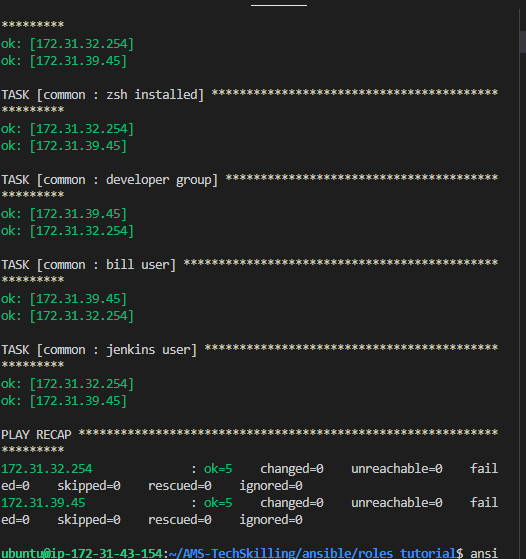 *********
ok: [172.31.32.254]
ok: [172.31.39.45]
TASK [common : zsh installed] *****************************************
*********
ok: [172.31.32.254]
ok: [172.31.39.45]
TASK [common : developer group] ***************************************
*********
ok: [172.31.39.45]
ok: [172.31.32.254]
TASK [common : bill user] *********************************************
*********
ok: [172.31.39.45]
ok: [172.31.32.254]
TASK [common : jenkins user] ******************************************
*********
ok: [172.31.32.254]
ok: [172.31.39.45]
PLAY RECAP ************************************************************
*********
172.31.32.254              : ok=5    changed=0    unreachable=0    fail
ed=0    skipped=0    rescued=0    ignored=0
172.31.39.45               : ok=5    changed=0    unreachable=0    fail
ed=0    skipped=0    rescued=0    ignored=0
ubuntu@ip-172-31-43-154:~/AMS-TechSkilling/ansible/roles_tutorial$ ansi